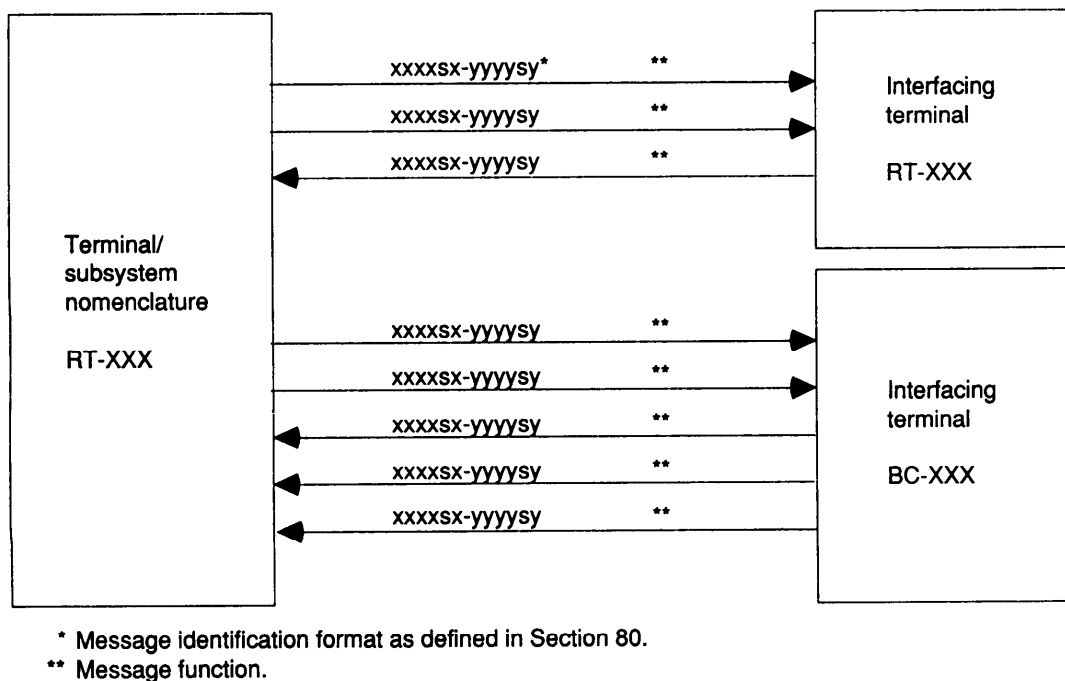 xxxxsx-yyyysy* **
xxxxsx-yyyysy **
xxxxsx-yyyysy **
Interfacing
terminal
RT-XXX
Terminal/
subsystem
nomenclature
RT-XXX
xxxxsx-yyyysy **
xxxxsx-yyyysy **
xxxxsx-yyyysy **
xxxxsx-yyyysy **
xxxxsx-yyyysy **
Interfacing
terminal
BC-XXX
* Message identification format as defined in Section 80.
** Message function.